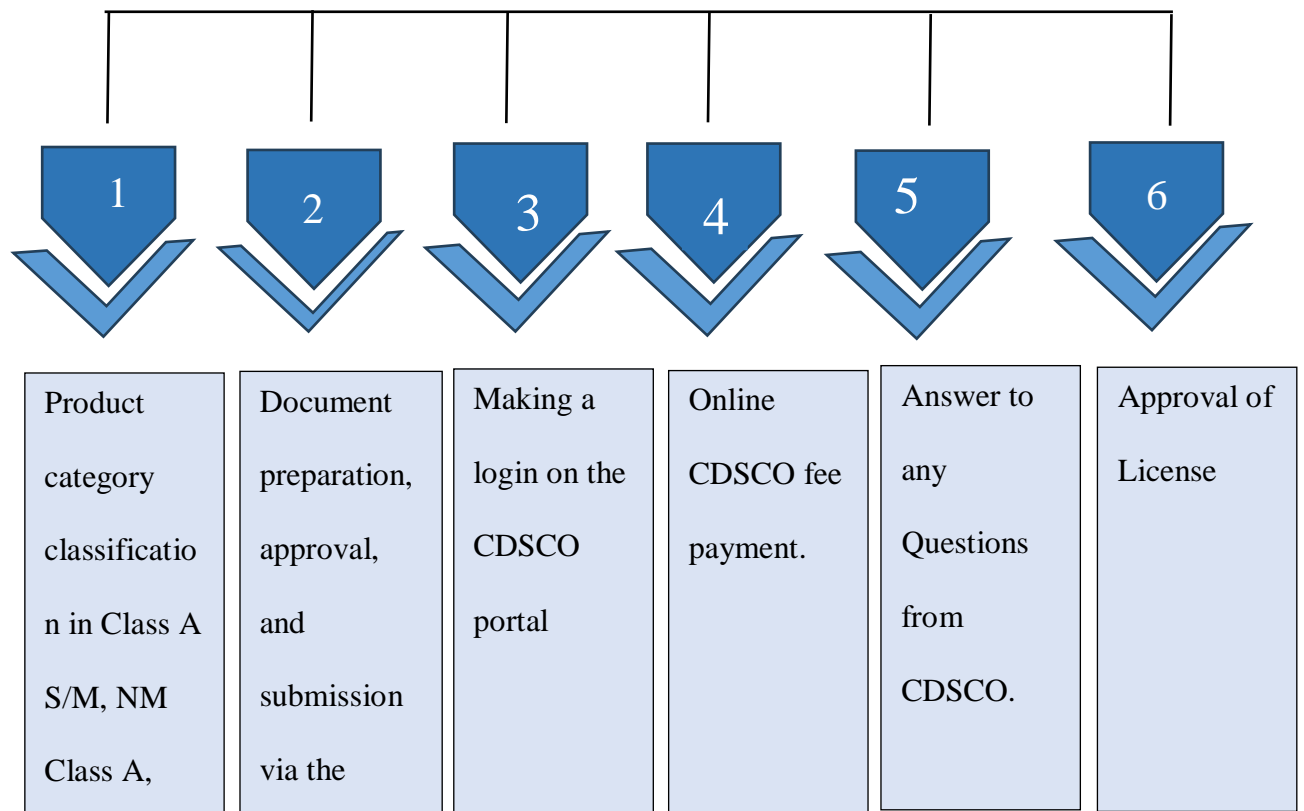 1
2
3
4
5
6
Product
category
classificatio
n in Class A
S/M, NM
Class A,
Document
preparation,
approval,
and
submission
via the
Making a
login on the
CDSCO
portal
Online
CDSCO fee
payment.
Answer to
any
Questions
from
CDSCO.
Approval of
License